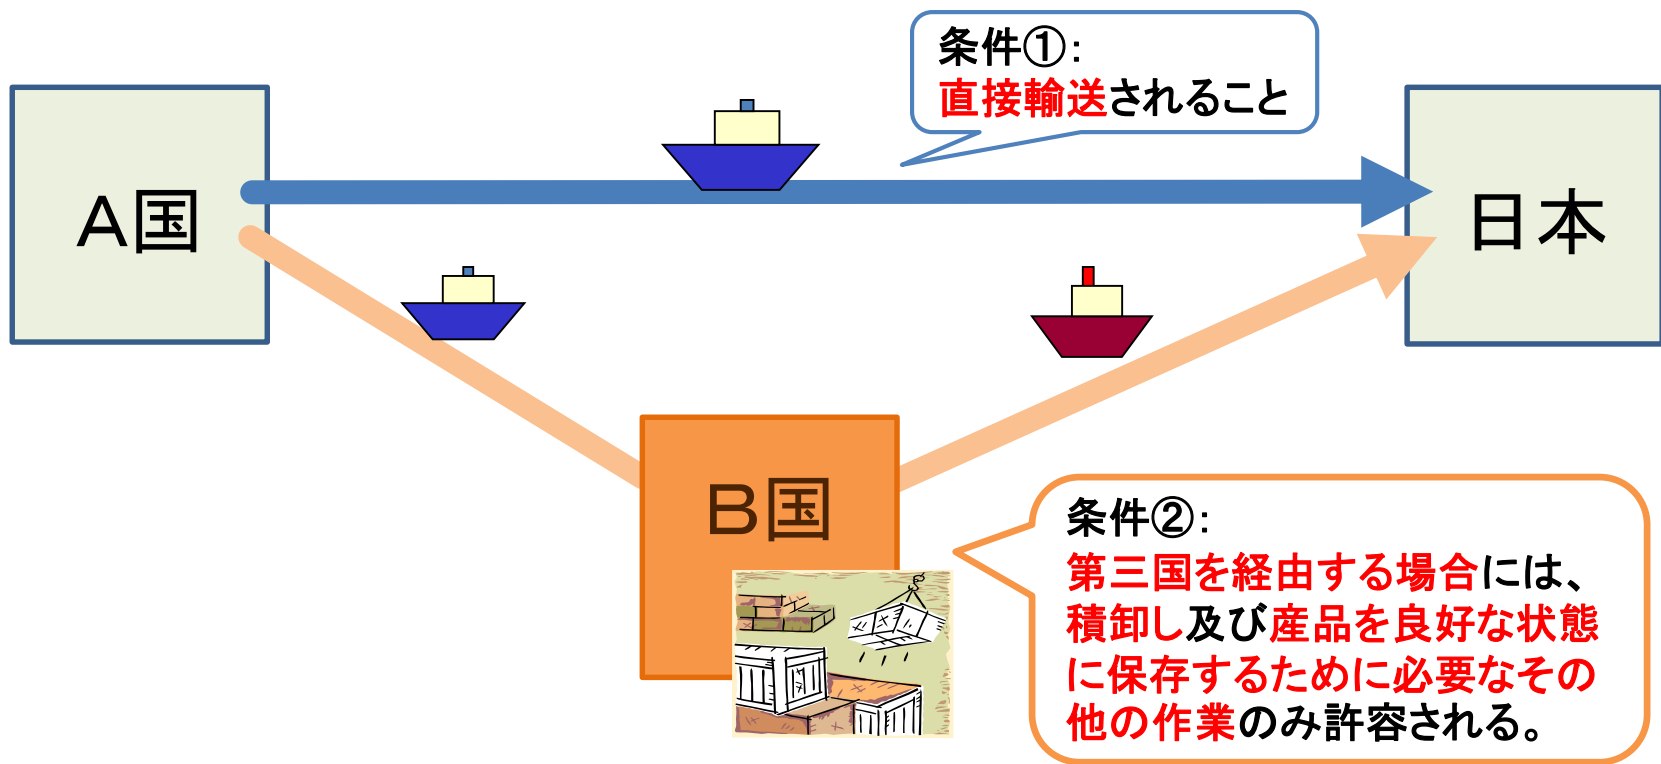 条件①:
直接輸送されること
A国
日本
B国
条件②:
第三国を経由する場合には、
積卸し及び産品を良好な状態
に保存するために必要なその
他の作業のみ許容される。